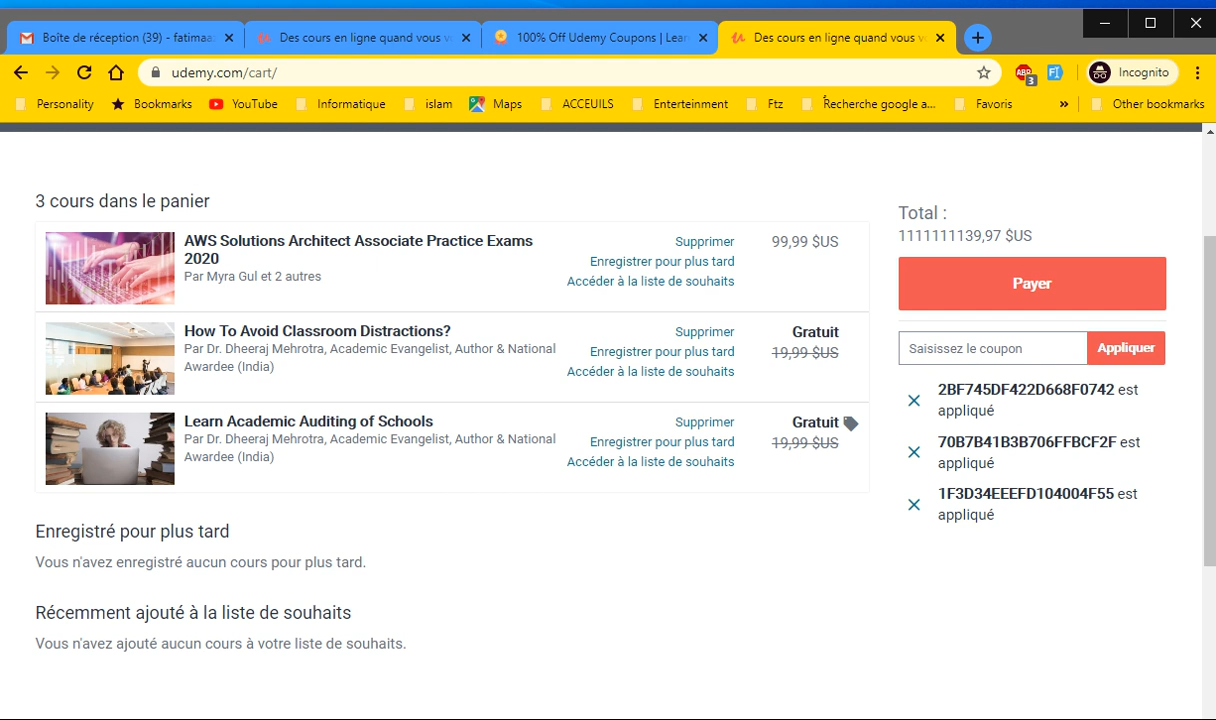 Boîte de réception (39) - fatimaa
Des cours en ligne quand vous v
100% Off Udemy Coupons | Lear
Des cours en ligne quand vous v
udemy.com/cart/
ABP
3
Incognito
Personality
Bookmarks
YouTube
Informatique
islam
Maps
ACCEUILS
Enterteinment
Ftz
Recherche google a...
Favoris
»
Other bookmarks
3 cours dans le panier
AWS Solutions Architect Associate Practice Exams
2020
Par Myra Gul et 2 autres
Supprimer
Enregistrer pour plus tard
Accéder à la liste de souhaits
99,99 $US
How To Avoid Classroom Distractions?
Par Dr. Dheeraj Mehrotra, Academic Evangelist, Author & National
Awardee (India)
Supprimer
Enregistrer pour plus tard
Accéder à la liste de souhaits
Gratuit
19,99 $US
Learn Academic Auditing of Schools
Par Dr. Dheeraj Mehrotra, Academic Evangelist, Author & National
Awardee (India)
Supprimer
Enregistrer pour plus tard
Accéder à la liste de souhaits
Gratuit
19,99 $US
Enregistré pour plus tard
Vous n'avez enregistré aucun cours pour plus tard.
Récemment ajouté à la liste de souhaits
Vous n'avez ajouté aucun cours à votre liste de souhaits.
Total :
1111111139,97 $US
Payer
Saisissez le coupon
Appliquer
2BF745DF422D668F0742 est
appliqué
70B7B41B3B706FFBCF2F est
appliqué
1F3D34EEEFD104004F55 est
appliqué